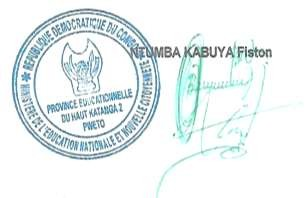 REPUBLIQUE DEMOCRATIQUE DU CONGO
MINISTERE DE L'EDUCATION NATIONALE ET NOUVELLE CITOYENNETE
PROVINCE EDUCATIONNELLE
DU HAUT KATANGA 2
PWETO
NTUMBA KABUYA Fiston